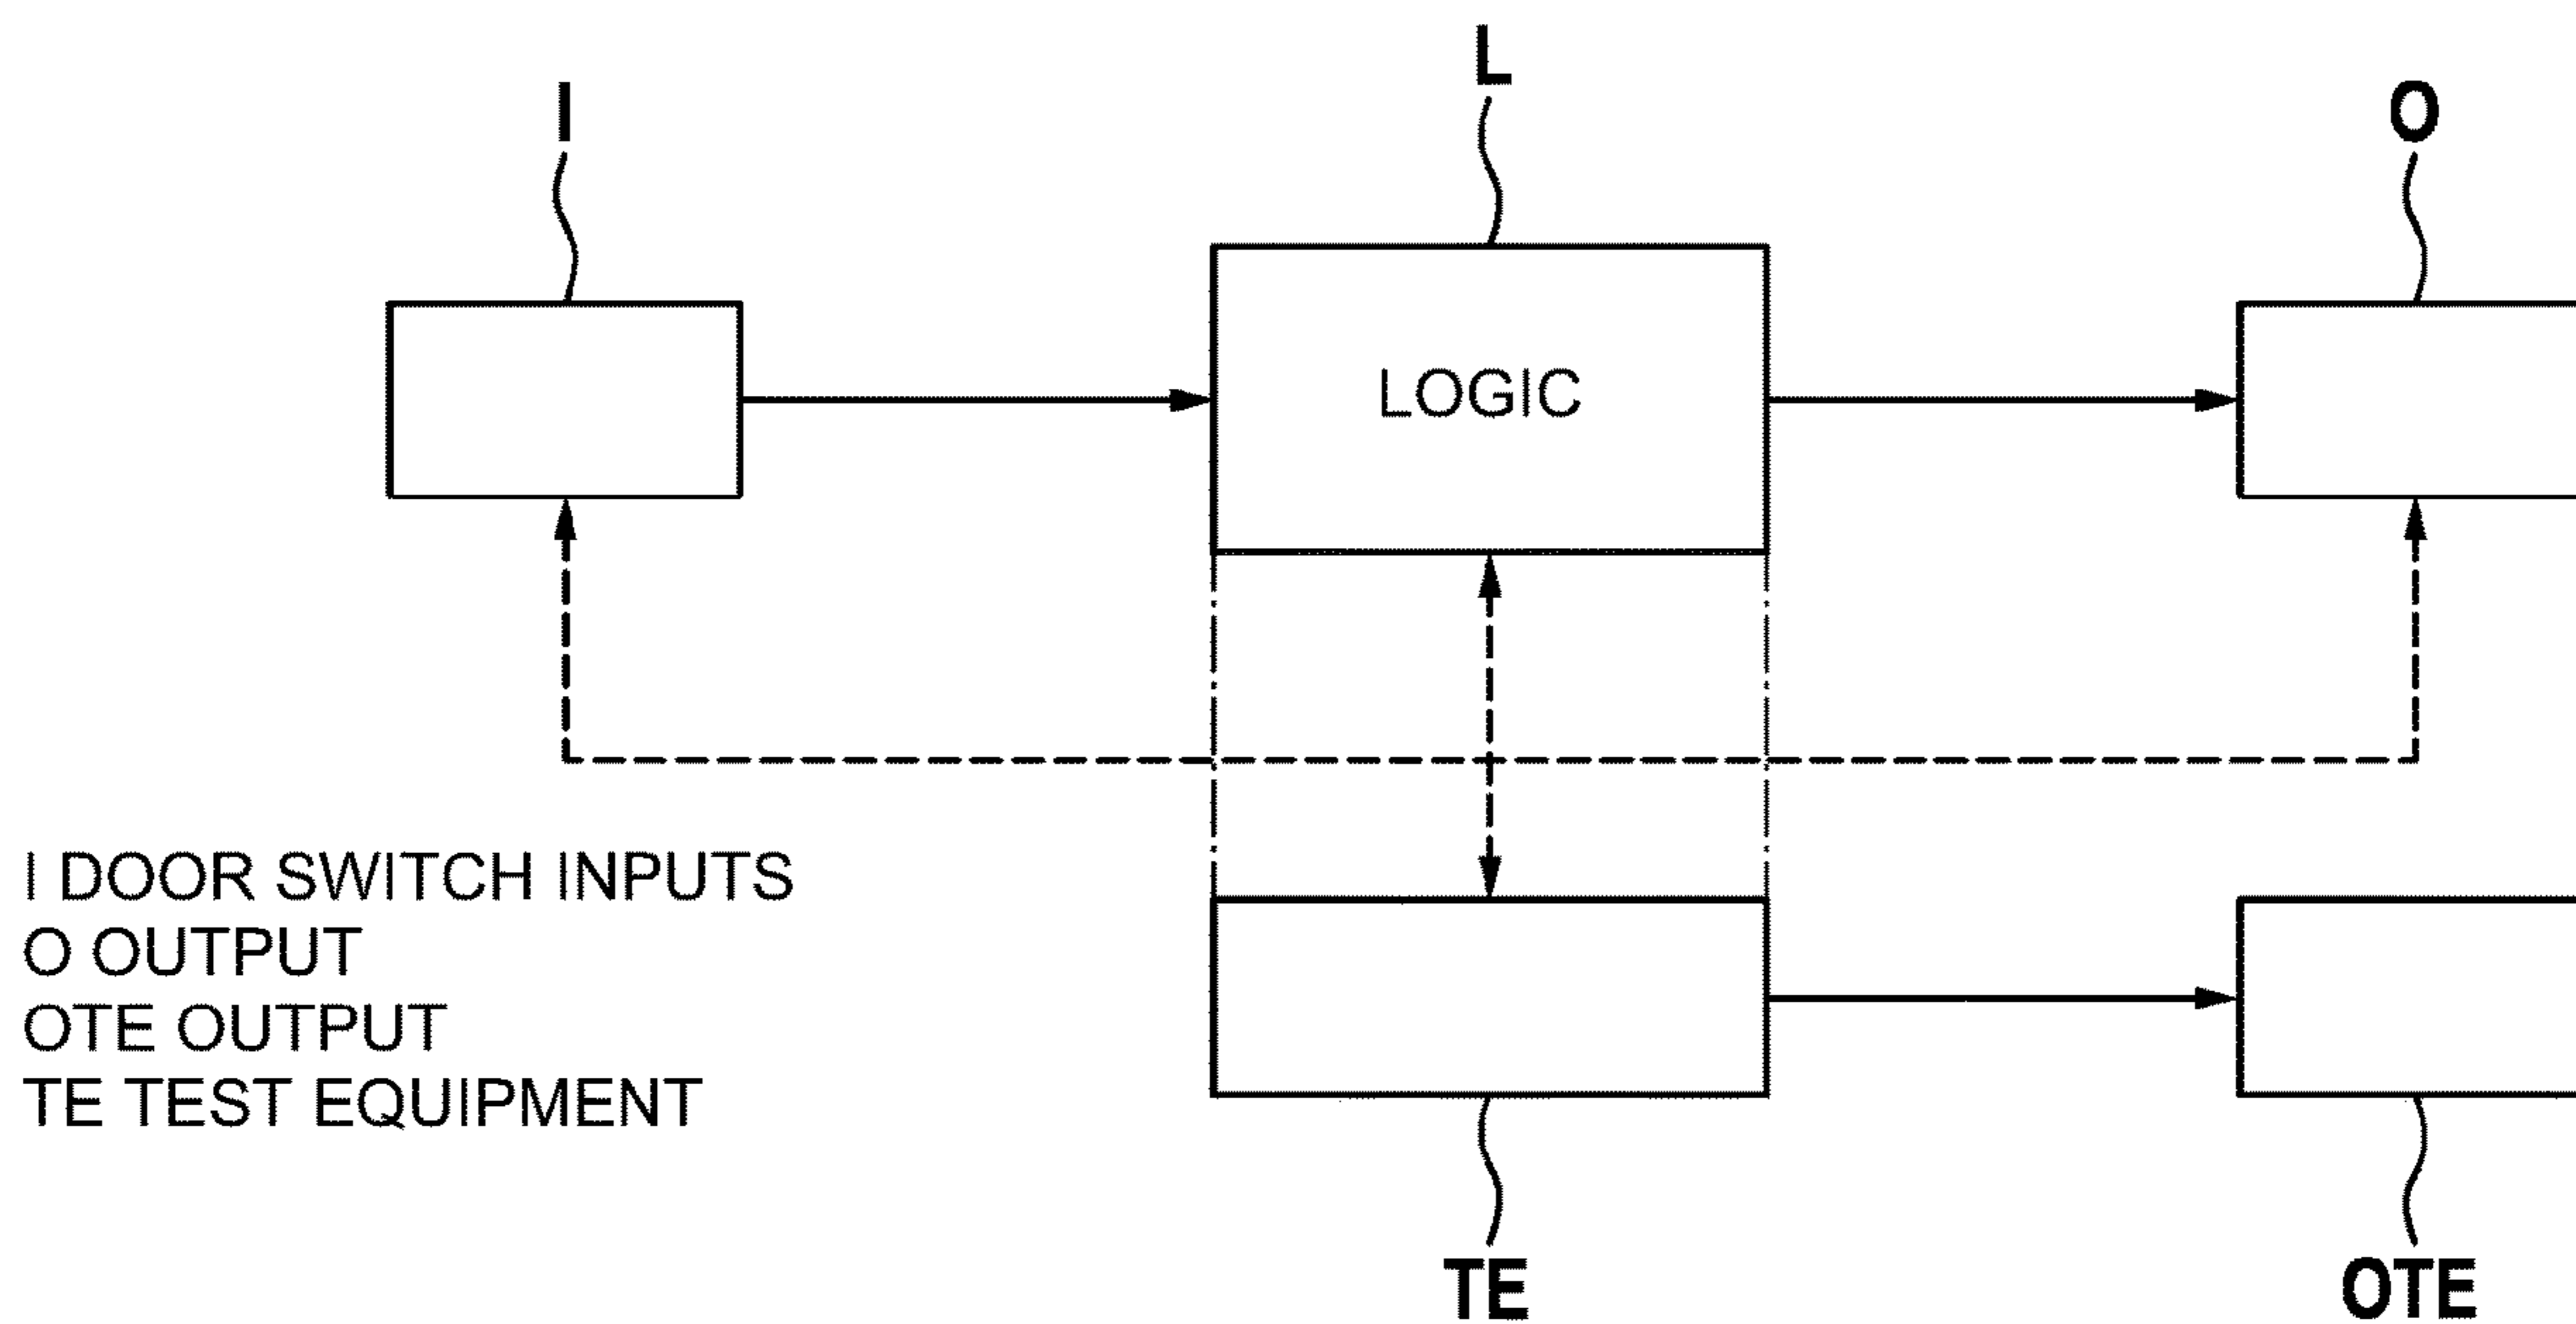 L
I
O
LOGIC
I DOOR SWITCH INPUTS
O OUTPUT
OTE OUTPUT
TE TEST EQUIPMENT
TE
OTE